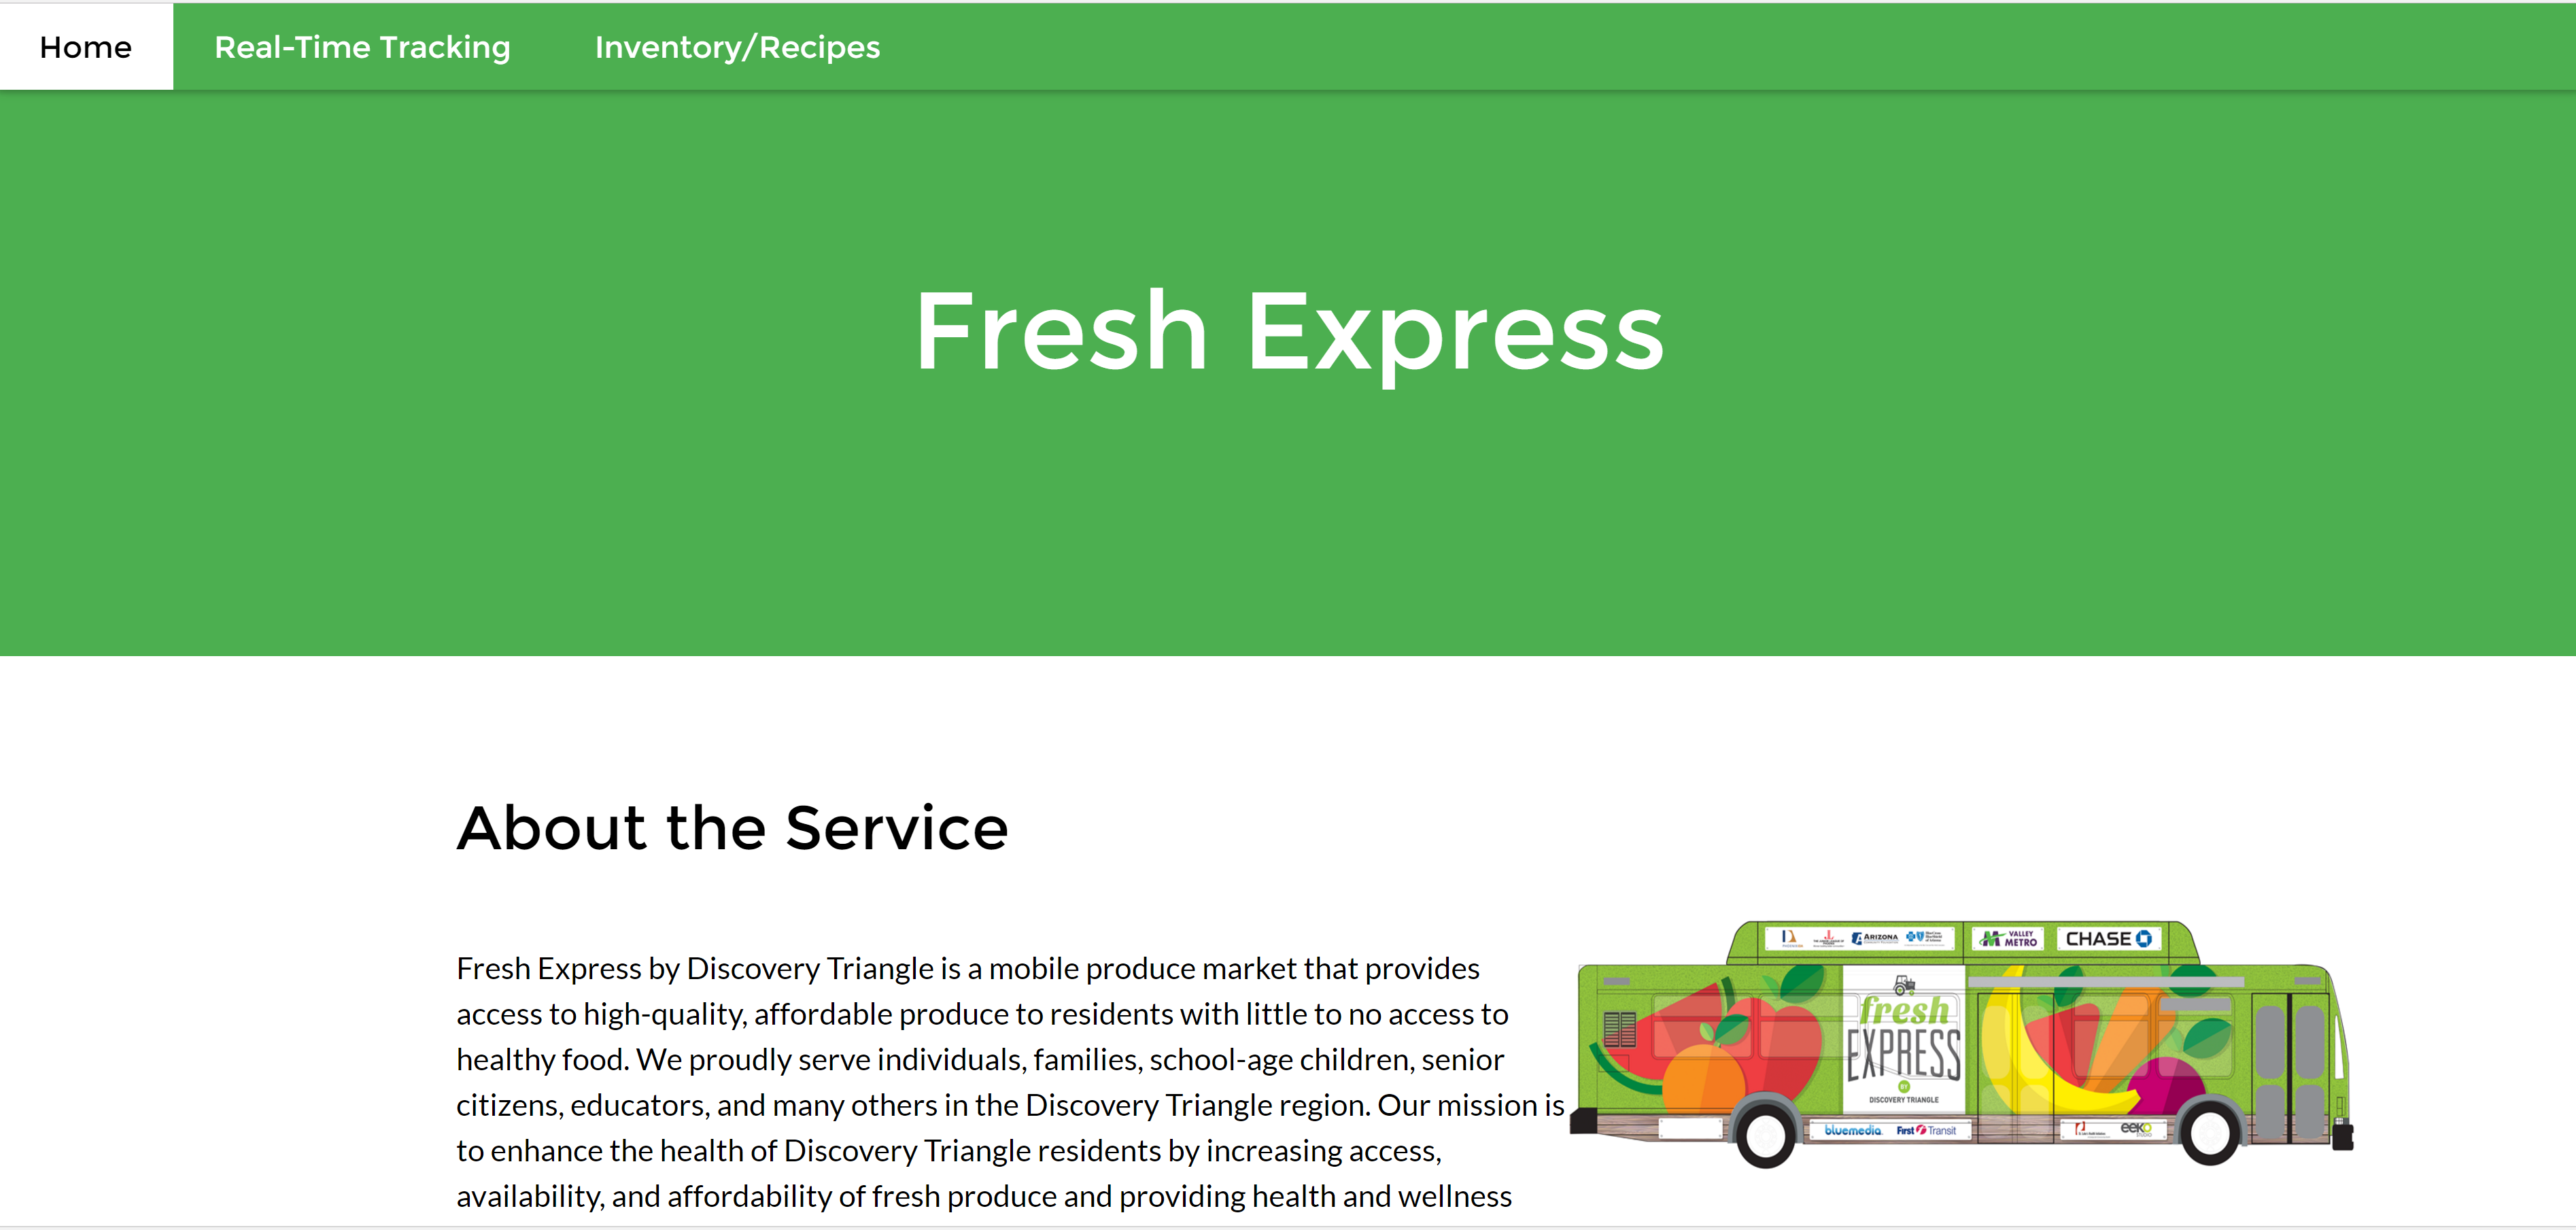 Home Real-Time Tracking Inventory/Recipes
Fresh Express
About the Service
Fresh Express by Discovery Triangle is a mobile produce market that provides
access to high-quality, affordable produce to residents with little to no access to
healthy food. We proudly serve individuals, families, school-age children, senior
citizens, educators, and many others in the Discovery Triangle region. Our mission is
to enhance the health of Discovery Triangle residents by increasing access,
availability, and affordability of fresh produce and providing health and wellness
ARIZONA
VALLEY
METRO
CHASE
fresh
EXPRESS
BY
DISCOVERY TRIANGLE
bluemedia. First Transit
eeko